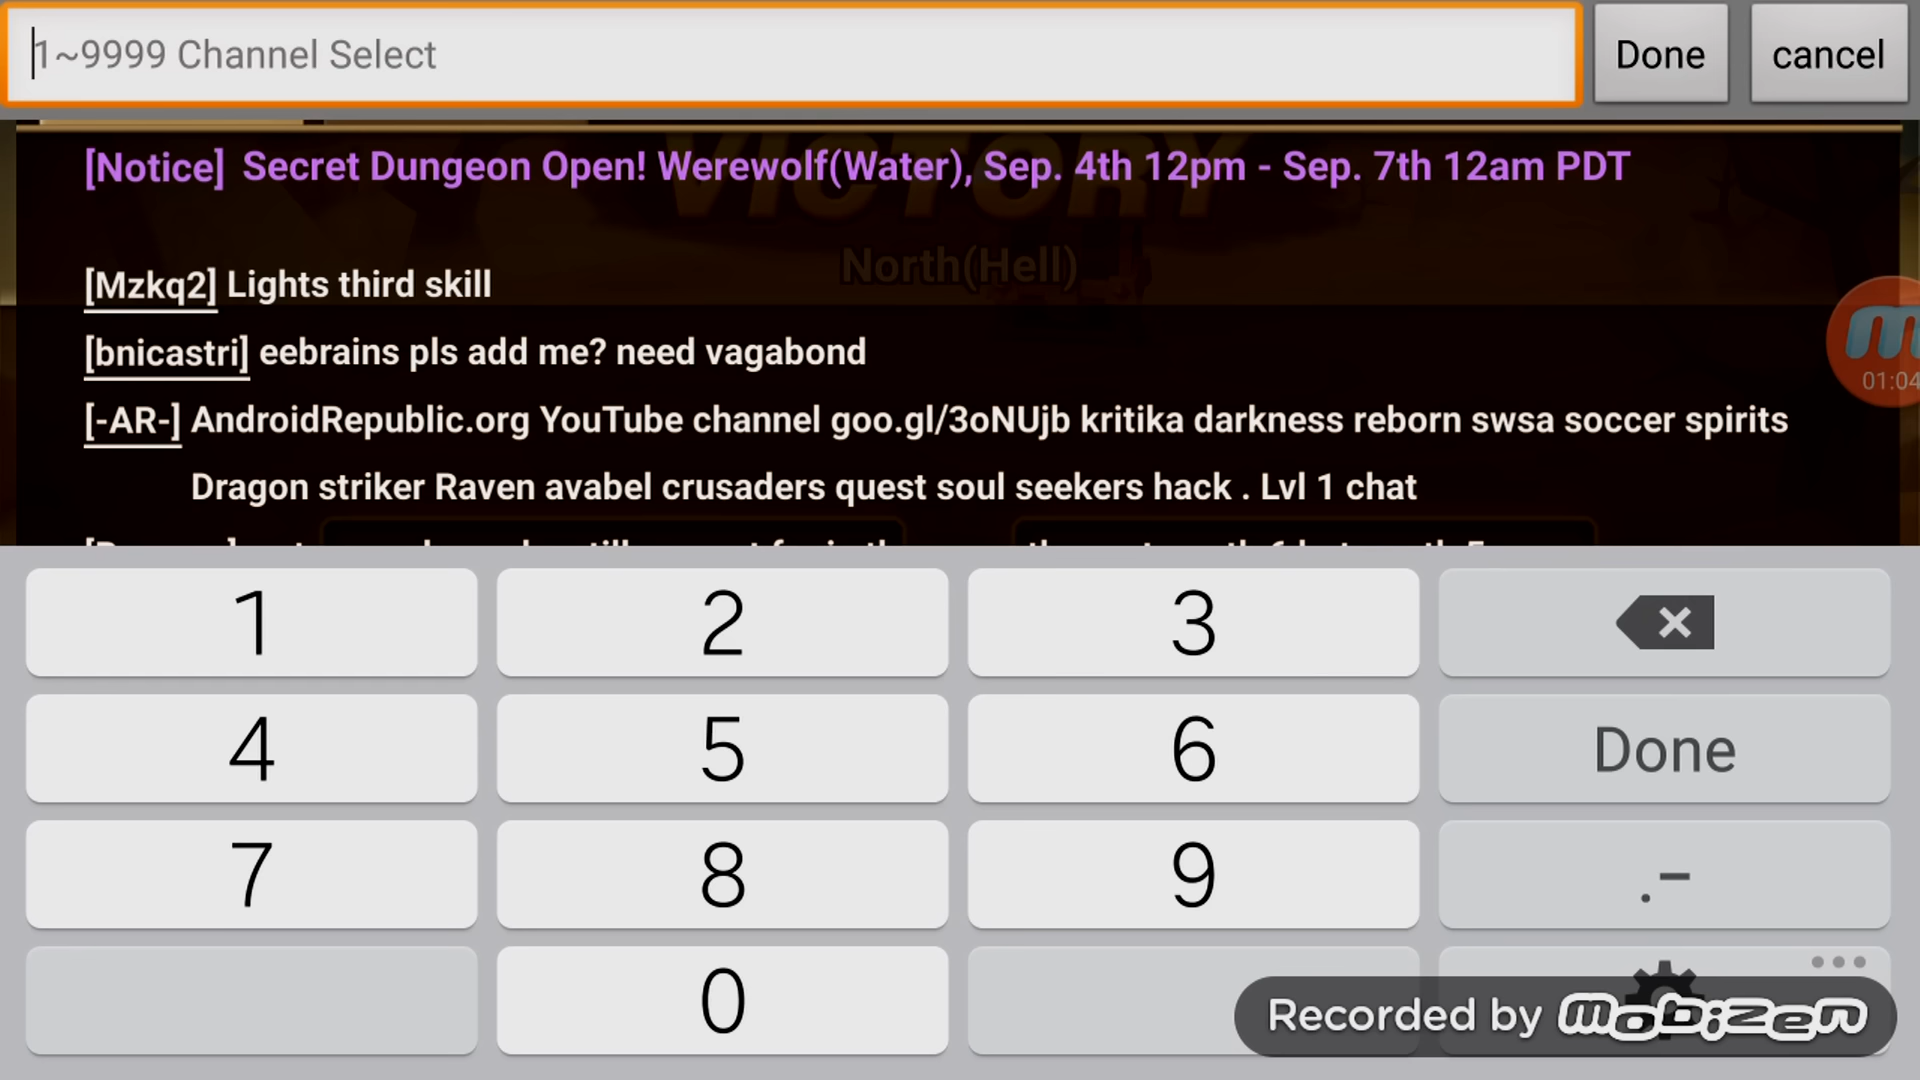 1~9999 Channel Select
Done
cancel
VICTORY
North(Hell)
[Notice] Secret Dungeon Open! Werewolf(Water), Sep. 4th 12pm - Sep. 7th 12am PDT
[Mzkq2] Lights third skill
[bnicastri] eebrains pls add me? need vagabond
[-AR-] AndroidRepublic.org YouTube channel goo.gl/3oNUjb kritika darkness reborn swsa soccer spirits
Dragon striker Raven avabel crusaders quest soul seekers hack . Lvl 1 chat
01:04
1 2 3
4 5 6 Done
7 8 9 .-
0
Recorded by mobizen